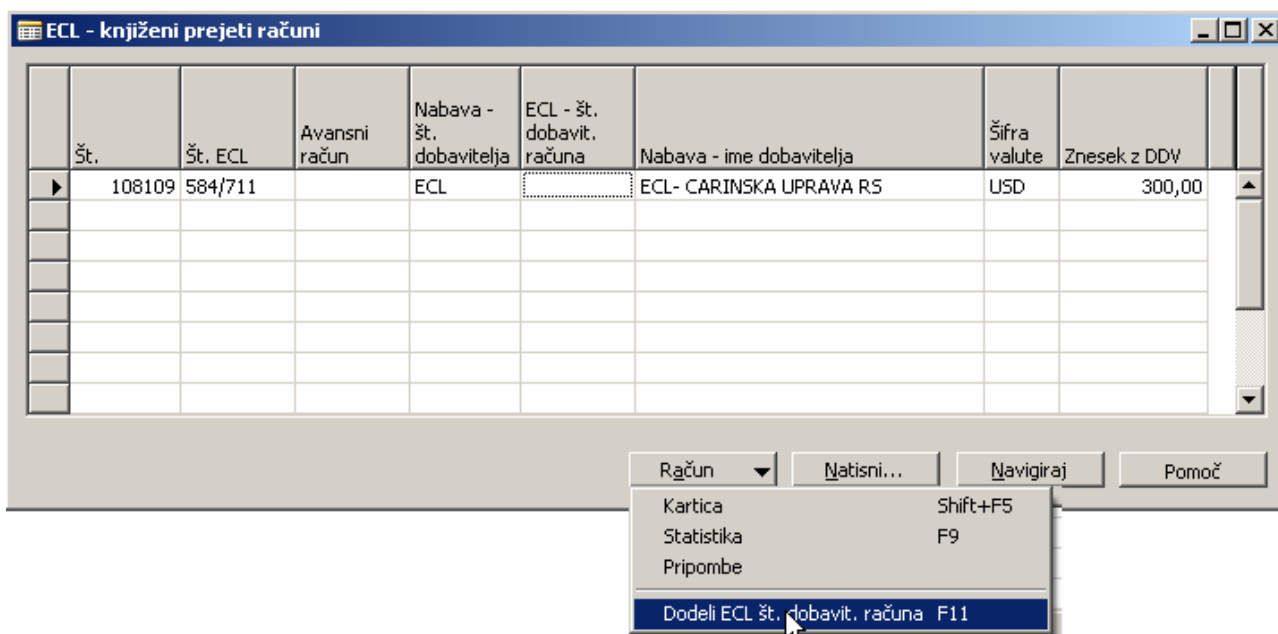 ECL - knjiženi prejeti računi
Št.
Št. ECL
Avansni
račun
Nabava -
št.
dobavitelja
ECL - št.
dobavit.
računa
Nabava - ime dobavitelja
Šifra
valute
Znesek z DDV
108109 584/711 ECL ECL- CARINSKA UPRAVA RS USD 300,00
Račun Natisni... Navigiraj Pomoč
Kartica Shift+F5
Statistika F9
Pripombe
Dodeli ECL št. dobavit. računa F11